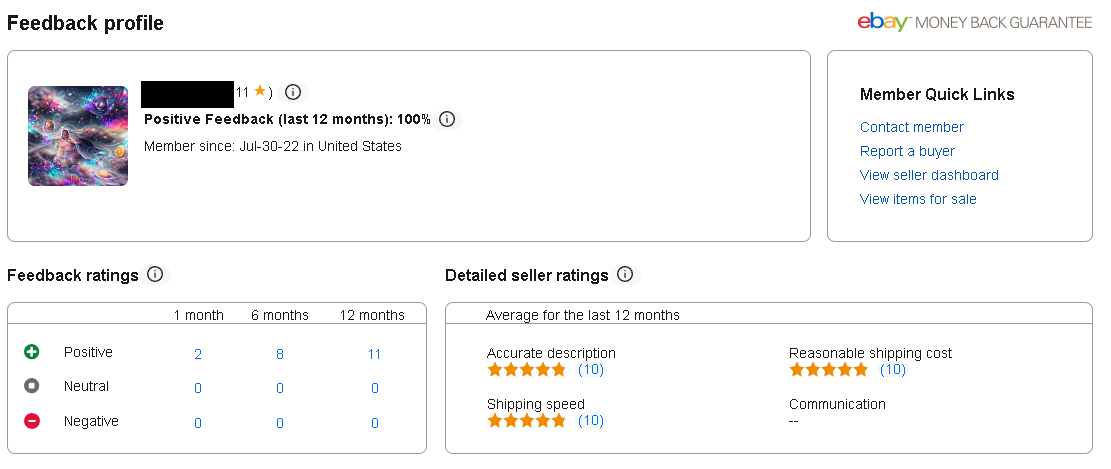 Feedback profile
ebay MONEY BACK GUARANTEE
11 ★ )
Positive Feedback (last 12 months): 100%
Member since: Jul-30-22 in United States
Member Quick Links
Contact member
Report a buyer
View seller dashboard
View items for sale
Feedback ratings
1 month 6 months 12 months
Positive 2 8 11
Neutral 0 0 0
Negative 0 0 0
Detailed seller ratings
Average for the last 12 months
Accurate description
(10)
Reasonable shipping cost
(10)
Shipping speed
(10)
Communication
--